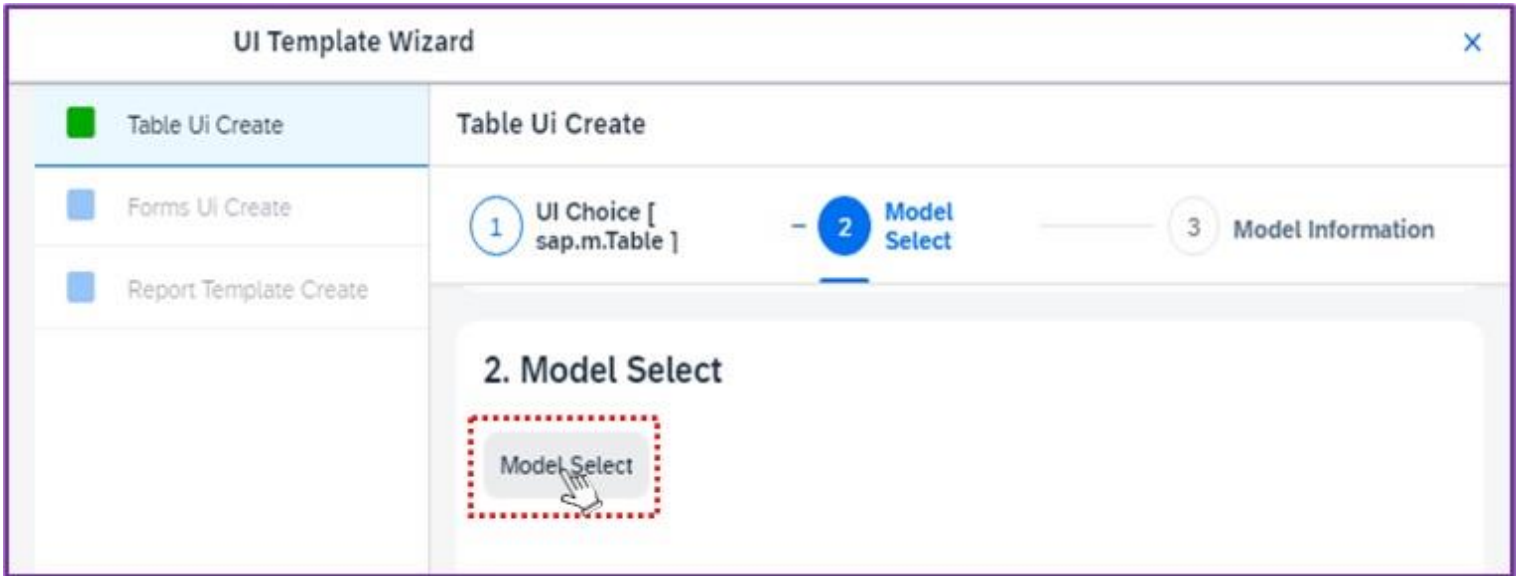 UI Template Wizard
Table Ui Create
Forms Ui Create
Report Template Create
Table Ui Create
1 UI Choice [
sap.m.Table ]
2 Model
Select
3 Model Information
2. Model Select
Model Select